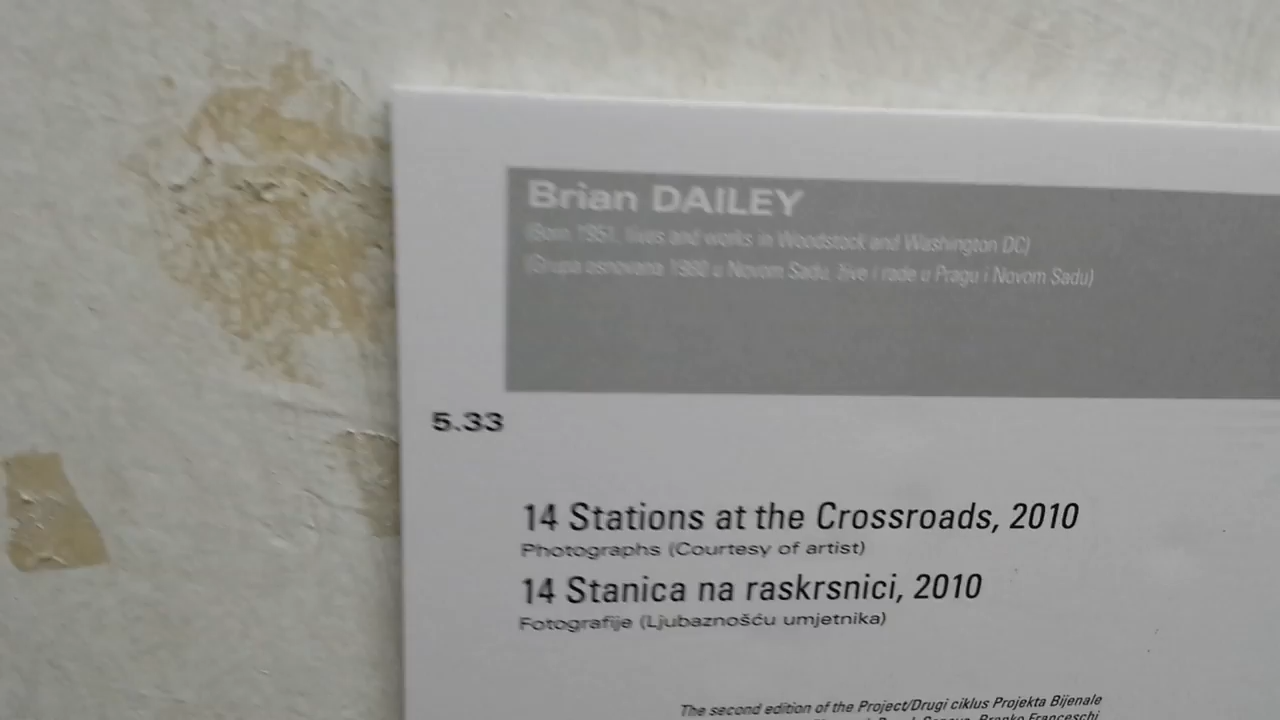 Brian DAILEY
(Born 1951, lives and works in Woodstock and Washington DC)
(Grupa osnovana 1980 u Novom Sadu, žive i rade u Pragu i Novom Sadu)
5.33
14 Stations at the Crossroads, 2010
Photographs (Courtesy of artist)
14 Stanica na raskrsnici, 2010
Fotografije (Ljubaznošću umjetnika)
The second edition of the Project/Drugi ciklus Projekta Bijenale
Branko Franceschi